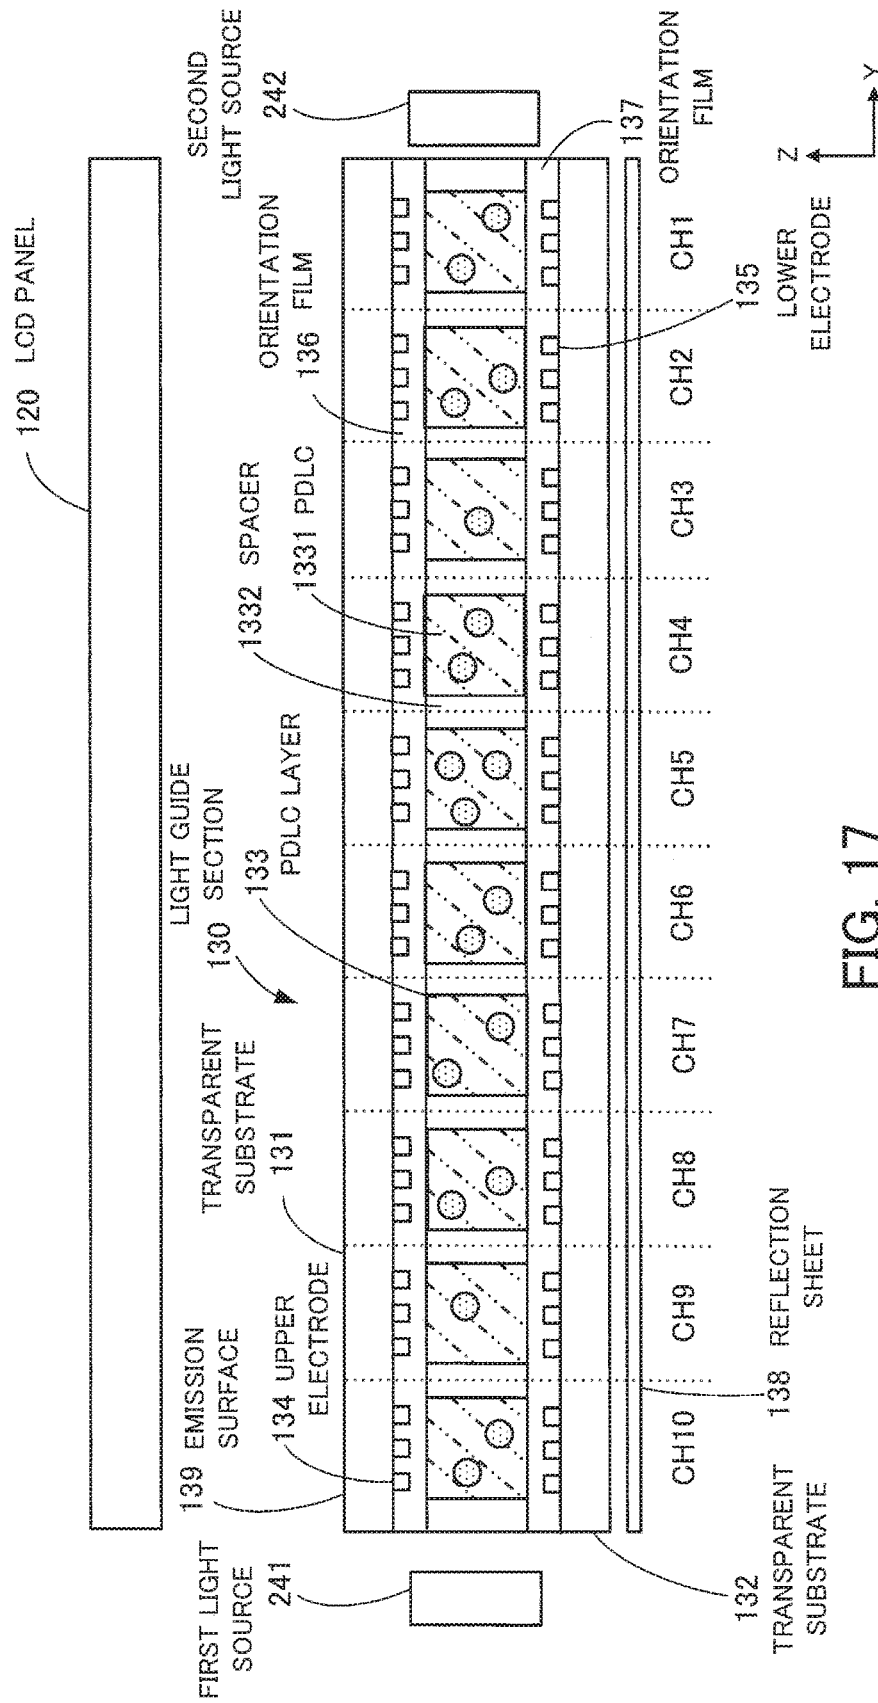 120 LCD PANEL
SECOND
LIGHT SOURCE
242
LIGHT GUIDE
SECTION
130
133
PDLC LAYER
1332 SPACER
1331 PDLC
ORIENTATION
FILM
136
TRANSPARENT
SUBSTRATE
131
139 EMISSION
SURFACE
134 UPPER
ELECTRODE
FIRST LIGHT
SOURCE
241
137
ORIENTATION
FILM
CH10 CH9 CH8 CH7 CH6 CH5 CH4 CH3 CH2 CH1
135
LOWER
ELECTRODE
Z
Y
132
TRANSPARENT
SUBSTRATE
138 REFLECTION
SHEET
FIG. 17